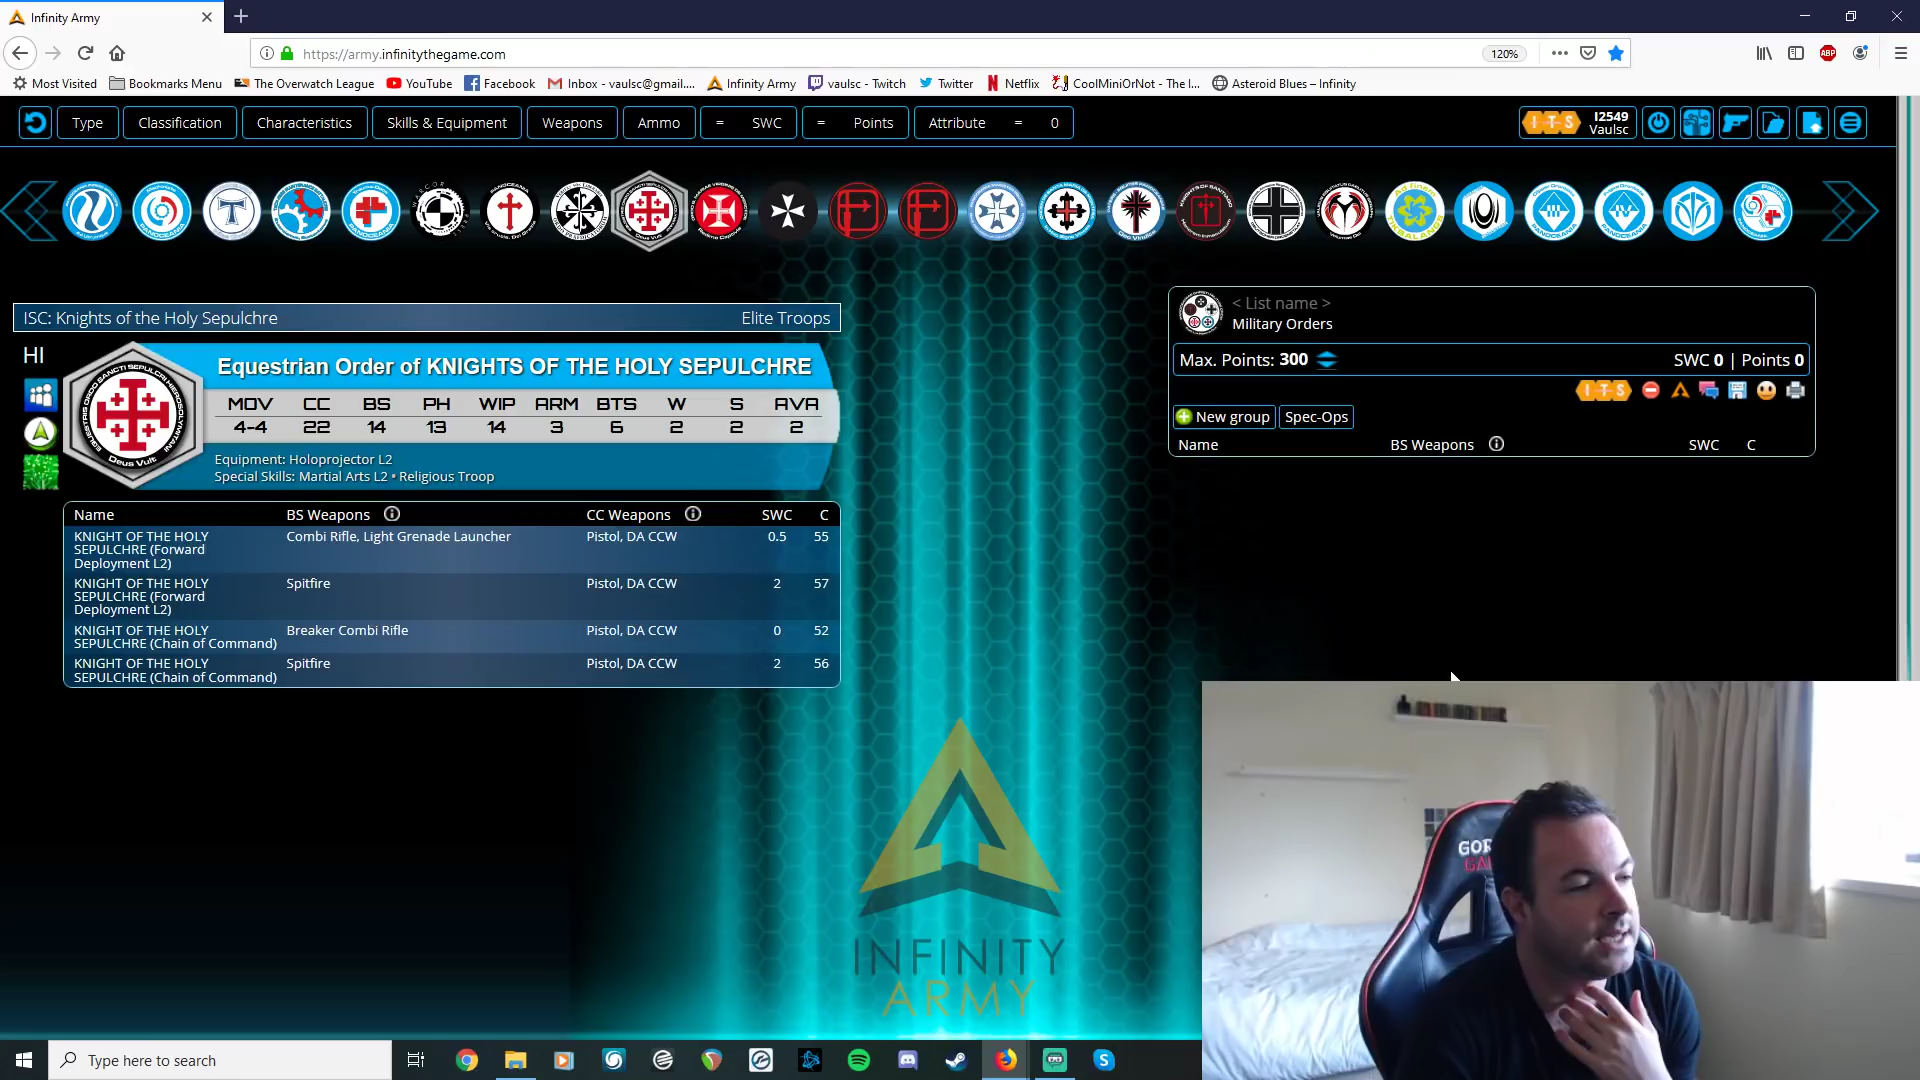 Infinity Army
https://army.infinitythegame.com
120%
Most Visited
Bookmarks Menu
The Overwatch League
YouTube
Facebook
Inbox - vaulsc@gmail....
Infinity Army
vaulsc - Twitch
Twitter
Netflix
CoolMiniOrNot - The I...
Asteroid Blues – Infinity
Type
Classification
Characteristics
Skills & Equipment
Weapons
Ammo
= SWC
= Points
Attribute = 0
ITS
I2549
Vaulsc
ISC: Knights of the Holy Sepulchre
Elite Troops
HI
Equestrian Order of KNIGHTS OF THE HOLY SEPULCHRE
MOV CC BS PH WIP ARM BTS W S AVA
4-4 22 14 13 14 3 6 2 2 2
Equipment: Holoprojector L2
Special Skills: Martial Arts L2 • Religious Troop
Deus Vult
Name BS Weapons CC Weapons SWC C
KNIGHT OF THE HOLY
SEPULCHRE (Forward
Deployment L2)
Combi Rifle, Light Grenade Launcher
Pistol, DA CCW
0.5
55
KNIGHT OF THE HOLY
SEPULCHRE (Forward
Deployment L2)
Spitfire
Pistol, DA CCW
2
57
KNIGHT OF THE HOLY
SEPULCHRE (Chain of Command)
Breaker Combi Rifle
Pistol, DA CCW
0
52
KNIGHT OF THE HOLY
SEPULCHRE (Chain of Command)
Spitfire
Pistol, DA CCW
2
56
< List name >
Military Orders
Max. Points: 300
SWC 0 | Points 0
ITS
New group
Spec-Ops
Name BS Weapons SWC C
INFINITY
ARMY
Type here to search